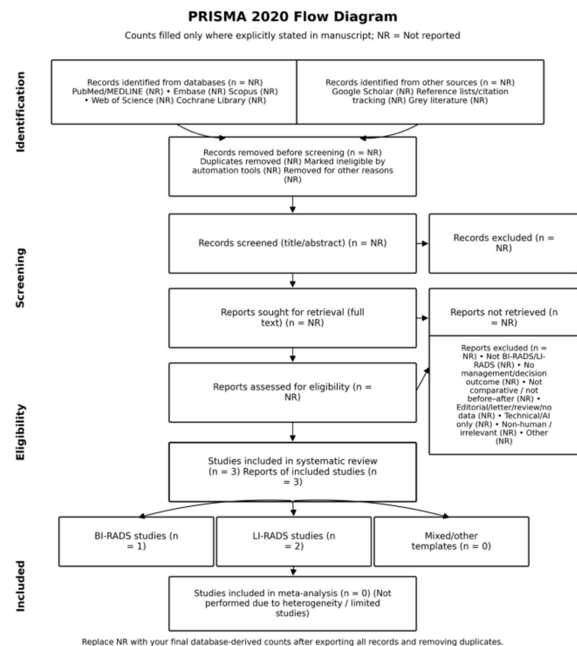 PRISMA 2020 Flow Diagram
Counts filled only where explicitly stated in manuscript; NR = Not reported
Identification
Records identified from databases (n = NR)
PubMed/MEDLINE (NR) • Embase (NR) Scopus (NR)
• Web of Science (NR) Cochrane Library (NR)
Records identified from other sources (n = NR)
Google Scholar (NR) Reference lists/citation
tracking (NR) Grey literature (NR)
Records removed before screening (n = NR)
Duplicates removed (NR) Marked ineligible by
automation tools (NR) Removed for other reasons
(NR)
Screening
Records screened (title/abstract) (n = NR)
Records excluded (n =
NR)
Reports sought for retrieval (full
text) (n = NR)
Reports not retrieved (n
= NR)
Eligibility
Reports assessed for eligibility (n =
NR)
Reports excluded (n =
NR) • Not BI-RADS/LI-
RADS (NR) • No
management/decision
outcome (NR) • Not
comparative / not
before–after (NR) •
Editorial/letter/review/no
data (NR) • Technical/AI
only (NR) • Non-human /
irrelevant (NR) • Other
(NR)
Studies included in systematic review
(n = 3) Reports of included studies (n
= 3)
Included
BI-RADS studies (n
= 1)
LI-RADS studies (n
= 2)
Mixed/other
templates (n = 0)
Studies included in meta-analysis (n = 0) (Not
performed due to heterogeneity / limited
studies)
Replace NR with your final database-derived counts after exporting all records and removing duplicates.